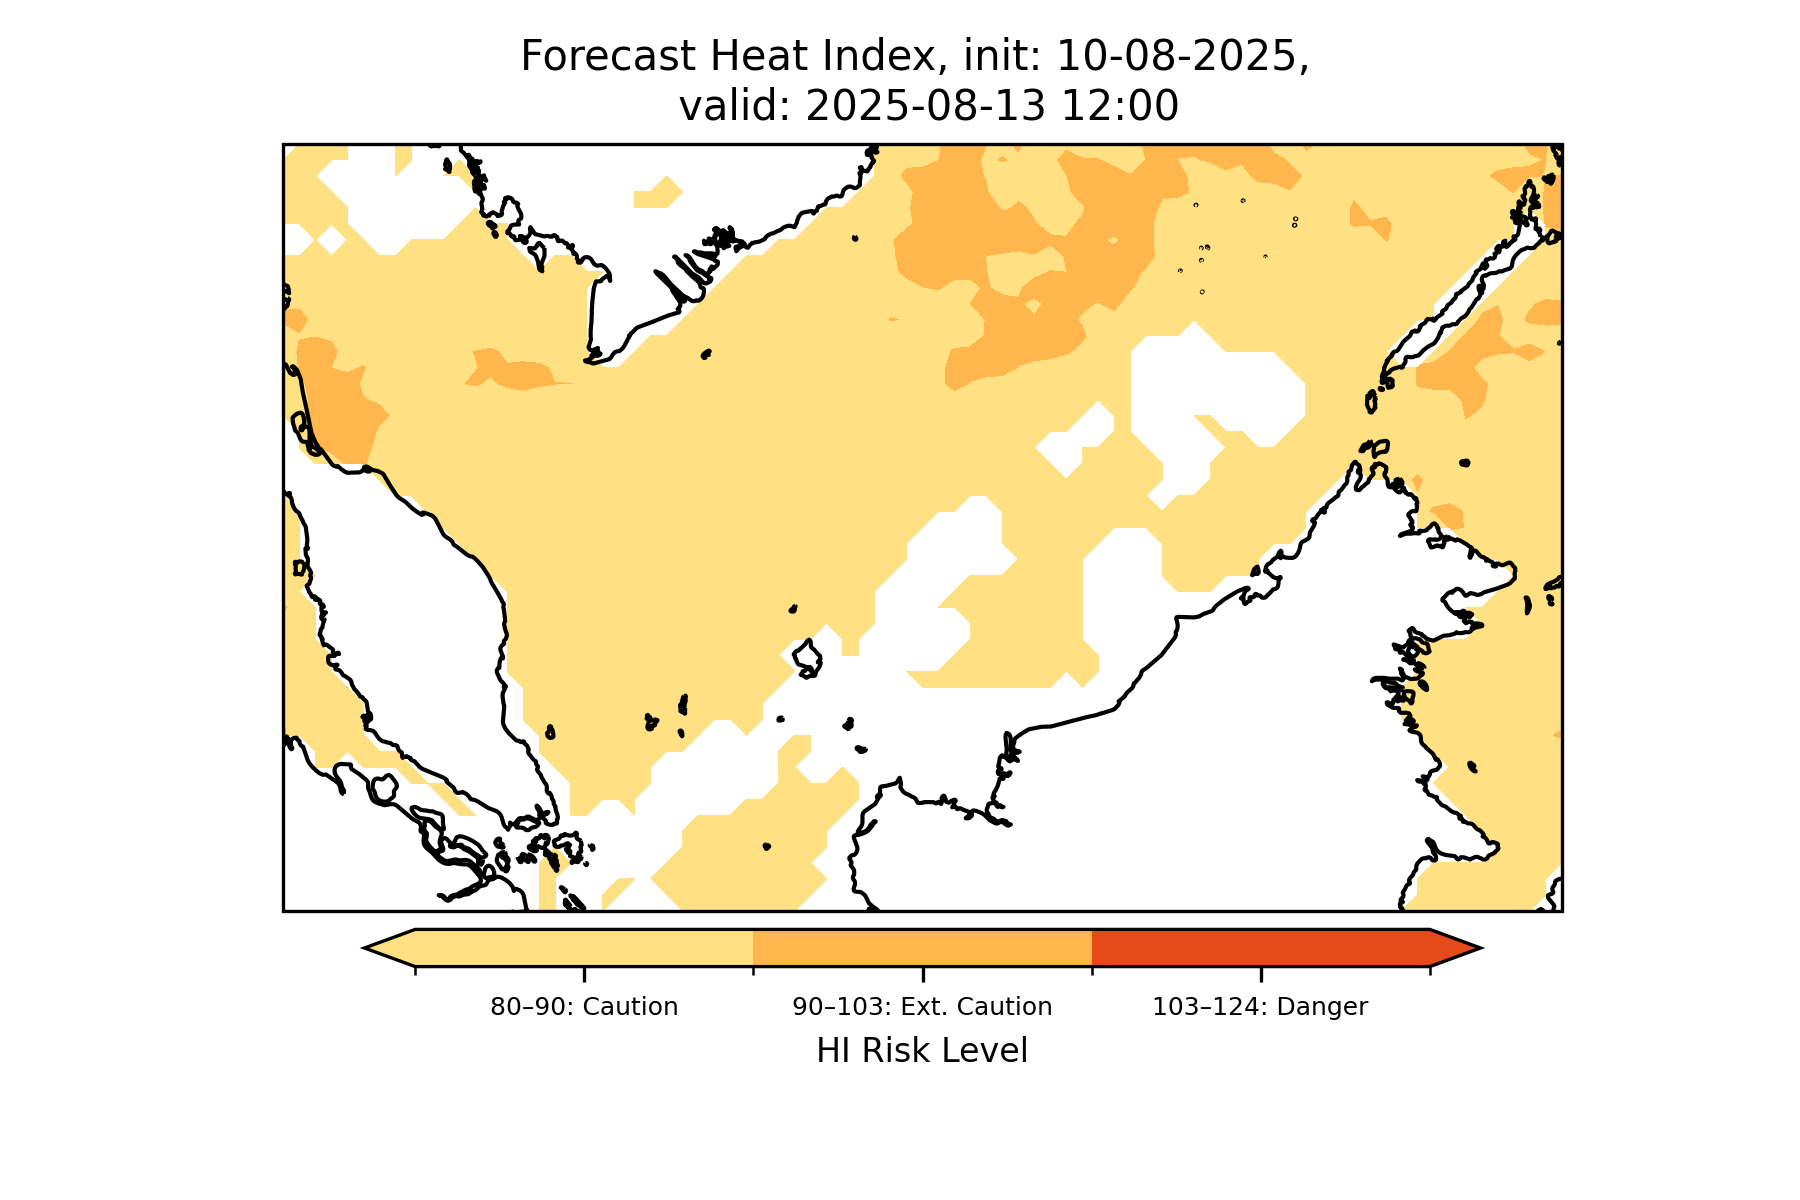 Forecast Heat Index, init: 10-08-2025,
valid: 2025-08-13 12:00
80–90: Caution
90–103: Ext. Caution
103–124: Danger
HI Risk Level